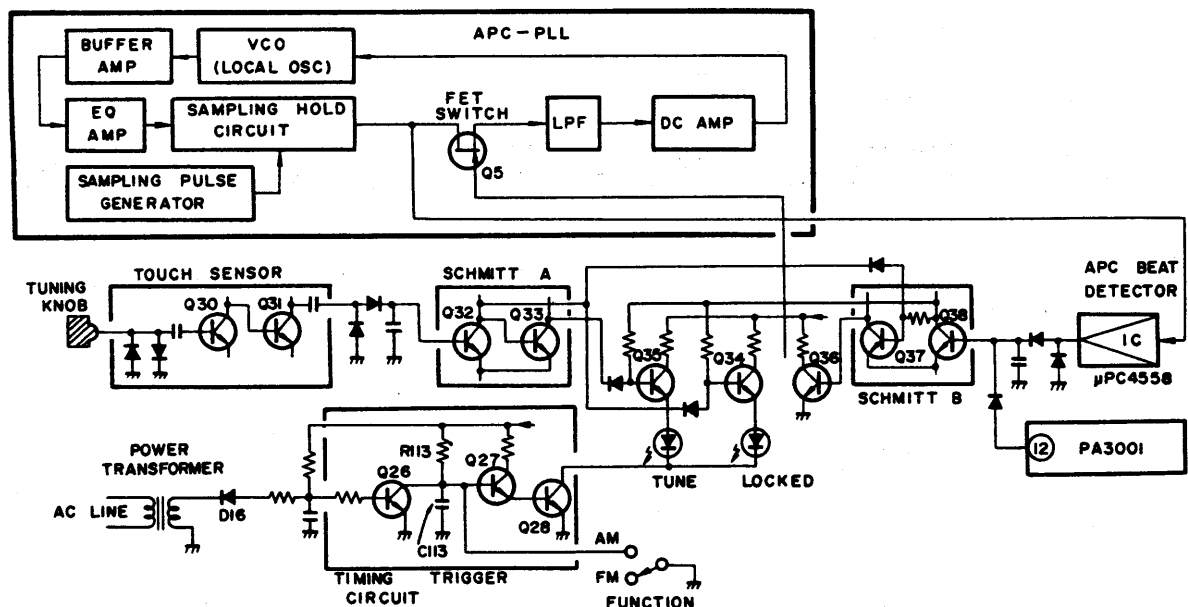 APC-PLL
BUFFER
AMP
VCO
(LOCAL OSC)
EQ
AMP
SAMPLING HOLD
CIRCUIT
FET
SWITCH
Q5
LPF
DC AMP
SAMPLING PULSE
GENERATOR
TOUCH SENSOR
TUNING
KNOB
Q30
Q31
SCHMITT A
Q32
Q33
Q35
Q34
Q36
Q37
Q38
SCHMITT B
APC BEAT
DETECTOR
IC
μPC4558
12
PA3001
POWER
TRANSFORMER
AC LINE
D16
R113
Q26
Q27
Q28
C113
TUNE
LOCKED
TIMING TRIGGER
CIRCUIT
AM
FM
FUNCTION